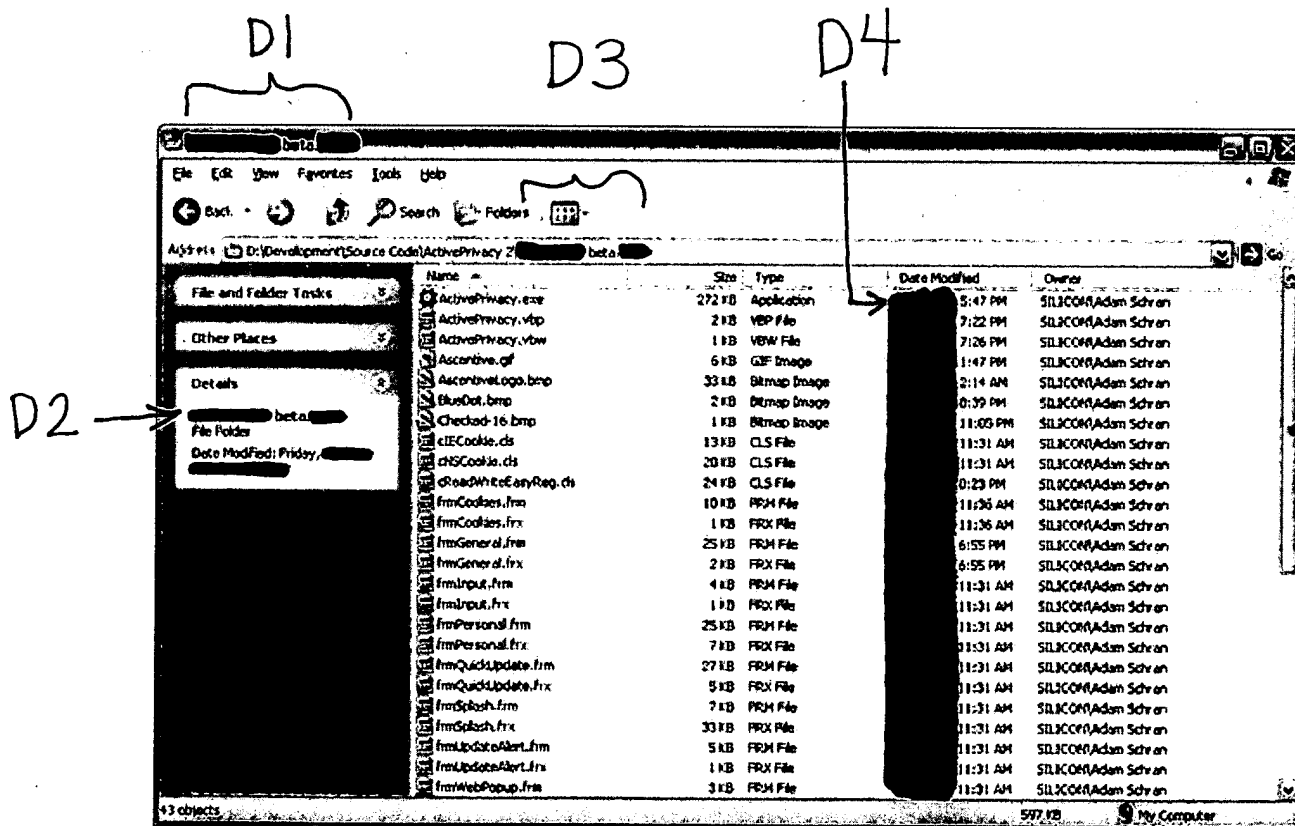 D1
D3
D4
beta
File Edit View Favorites Tools Help
Back Search Folders
Address D:\Development\Source Code\ActivePrivacy 2\ beta Go
Name Size Type Date Modified Owner
File and Folder Tasks
Other Places
Details
D2
beta
File Folder
Date Modified: Friday,
ActivePrivacy.exe 272 KB Application 5:47 PM SILICON\Adam Schran
ActivePrivacy.vbp 2 KB VBP File 7:22 PM SILICON\Adam Schran
ActivePrivacy.vbw 1 KB VBW File 7:26 PM SILICON\Adam Schran
Ascentive.gif 6 KB GIF Image 1:47 PM SILICON\Adam Schran
AscentiveLogo.bmp 33 KB Bitmap Image 2:14 AM SILICON\Adam Schran
BlueDot.bmp 2 KB Bitmap Image 0:39 PM SILICON\Adam Schran
Checked-16.bmp 1 KB Bitmap Image 11:03 PM SILICON\Adam Schran
cIECookie.cls 13 KB CLS File 11:31 AM SILICON\Adam Schran
cNSCookie.cls 20 KB CLS File 11:31 AM SILICON\Adam Schran
cReadWriteEasyReg.cls 24 KB CLS File 0:23 PM SILICON\Adam Schran
frmCookies.frm 10 KB FRM File 11:36 AM SILICON\Adam Schran
frmCookies.frx 1 KB FRX File 11:36 AM SILICON\Adam Schran
frmGeneral.frm 25 KB FRM File 6:55 PM SILICON\Adam Schran
frmGeneral.frx 2 KB FRX File 6:55 PM SILICON\Adam Schran
frmInput.frm 4 KB FRM File 11:31 AM SILICON\Adam Schran
frmInput.frx 1 KB FRX File 11:31 AM SILICON\Adam Schran
frmPersonal.frm 25 KB FRM File 11:31 AM SILICON\Adam Schran
frmPersonal.frx 7 KB FRX File 11:31 AM SILICON\Adam Schran
frmQuickUpdate.frm 27 KB FRM File 11:31 AM SILICON\Adam Schran
frmQuickUpdate.frx 5 KB FRX File 11:31 AM SILICON\Adam Schran
frmSplash.frm 7 KB FRM File 11:31 AM SILICON\Adam Schran
frmSplash.frx 33 KB FRX File 11:31 AM SILICON\Adam Schran
frmUpdateAlert.frm 5 KB FRM File 11:31 AM SILICON\Adam Schran
frmUpdateAlert.frx 1 KB FRX File 11:31 AM SILICON\Adam Schran
frmWebPopup.frm 3 KB FRM File 11:31 AM SILICON\Adam Schran
43 objects 597 KB My Computer